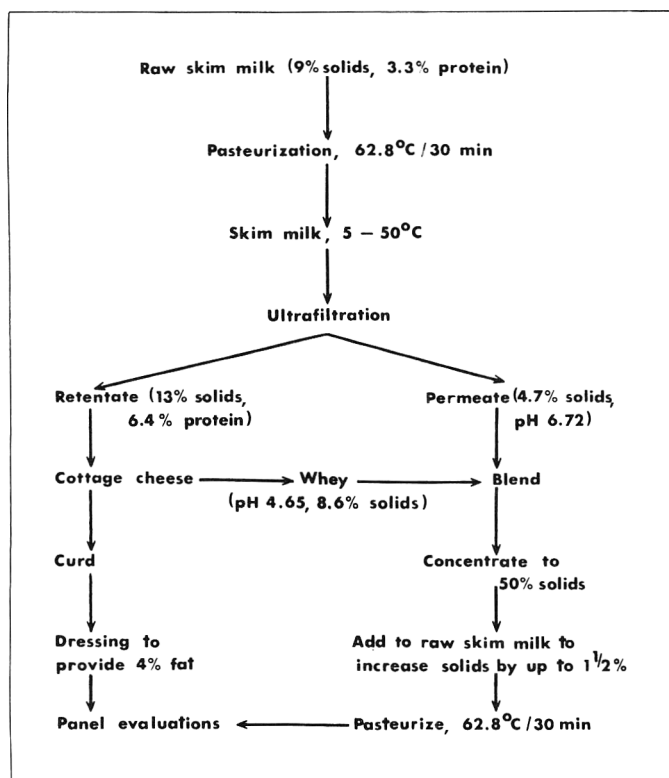 Raw skim milk (9% solids, 3.3% protein)
Pasteurization, 62.8°C/30 min
Skim milk, 5 – 50°C
Ultrafiltration
Retentate (13% solids,
6.4% protein)
Permeate (4.7% solids,
pH 6.72)
Cottage cheese
Whey
(pH 4.65, 8.6% solids)
Blend
Curd
Concentrate to
50% solids
Dressing to
provide 4% fat
Add to raw skim milk to
increase solids by up to 1 1/2%
Panel evaluations
Pasteurize, 62.8°C/30 min